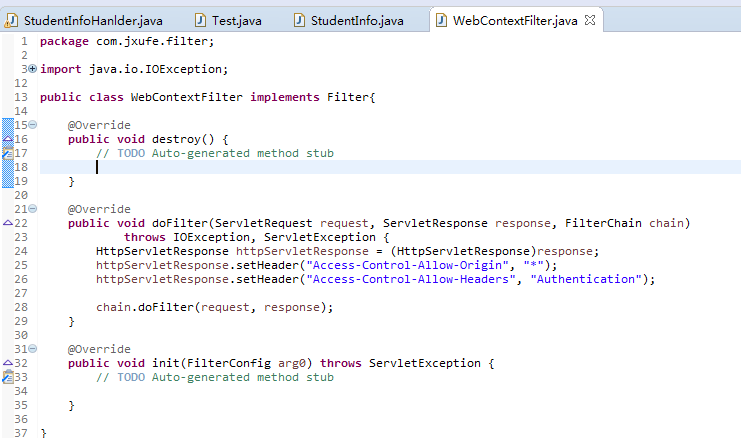 StudentInfoHanlder.java Test.java StudentInfo.java WebContextFilter.java
1 package com.jxufe.filter;
2
3 import java.io.IOException;
12
13 public class WebContextFilter implements Filter{
14
15 @Override
16 public void destroy() {
17 // TODO Auto-generated method stub
18
19 }
20
21 @Override
22 public void doFilter(ServletRequest request, ServletResponse response, FilterChain chain)
23 throws IOException, ServletException {
24 HttpServletResponse httpServletResponse = (HttpServletResponse)response;
25 httpServletResponse.setHeader("Access-Control-Allow-Origin", "*");
26 httpServletResponse.setHeader("Access-Control-Allow-Headers", "Authentication");
27
28 chain.doFilter(request, response);
29 }
30
31 @Override
32 public void init(FilterConfig arg0) throws ServletException {
33 // TODO Auto-generated method stub
34
35 }
36
37 }